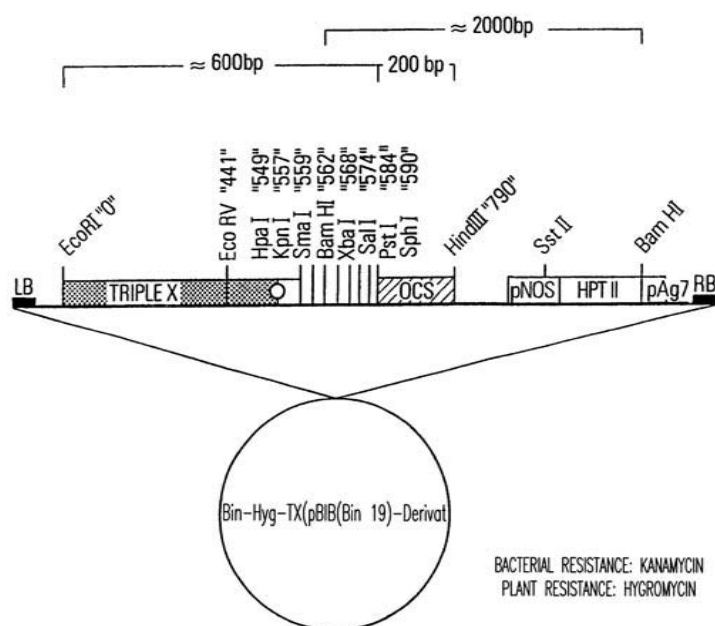 ≈ 2000bp
≈ 600bp
200 bp
EcoRI "0"
Eco RV "441"
Hpa I "549"
Kpn I "557"
Sma I "559"
Bam HI "562"
Xba I "568"
Sal I "574"
Pst I "584"
Sph I "590"
HindIII "790"
Sst II
Bam HI
LB
TRIPLE X
OCS
pNOS
HPT II
pAg7
RB
Bin-Hyg-TX(pBIB(Bin 19)-Derivat
BACTERIAL RESISTANCE: KANAMYCIN
PLANT RESISTANCE: HYGROMYCIN